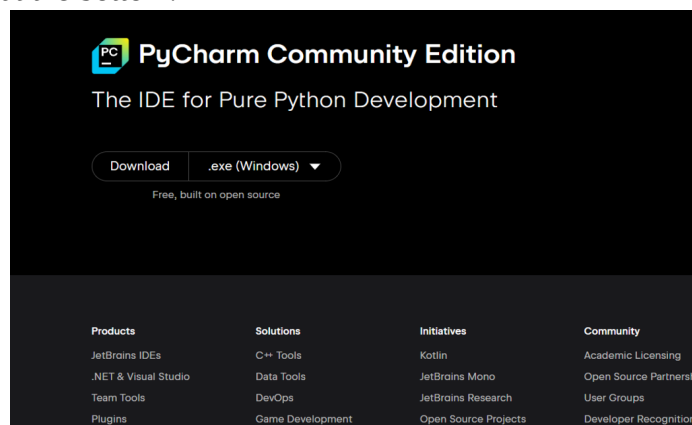 PC PyCharm Community Edition
The IDE for Pure Python Development
Download .exe (Windows)
Free, built on open source
Products Solutions Initiatives Community
JetBrains IDEs C++ Tools Kotlin Academic Licensing
.NET & Visual Studio Data Tools JetBrains Mono Open Source Partners
Team Tools DevOps JetBrains Research User Groups
Plugins Game Development Open Source Projects Developer Recognition